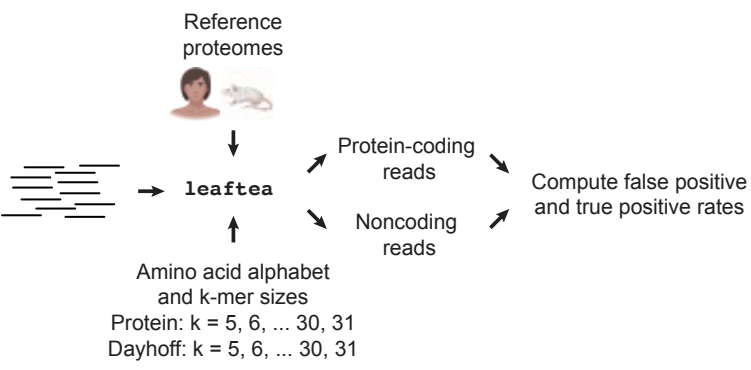 Reference
proteomes
leaftea
Protein-coding
reads
Noncoding
reads
Compute false positive
and true positive rates
Amino acid alphabet
and k-mer sizes
Protein: k = 5, 6, ... 30, 31
Dayhoff: k = 5, 6, ... 30, 31